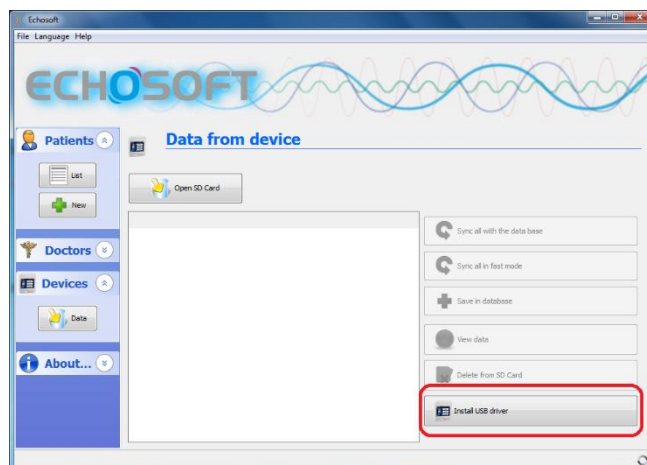 Echosoft
File Language Help
ECHOSOFT
Patients
List
New
Doctors
Devices
Data
About...
Data from device
Open SD Card
Sync all with the data base
Sync all in fast mode
Save in database
View data
Delete from SD Card
Install USB driver